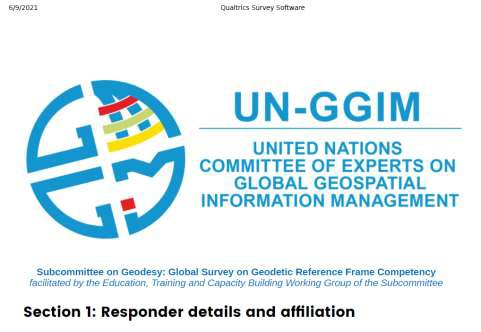 6/9/2021 Qualtrics Survey Software
UN-GGIM
UNITED NATIONS
COMMITTEE OF EXPERTS ON
GLOBAL GEOSPATIAL
INFORMATION MANAGEMENT
Subcommittee on Geodesy: Global Survey on Geodetic Reference Frame Competency
facilitated by the Education, Training and Capacity Building Working Group of the Subcommittee
Section 1: Responder details and affiliation